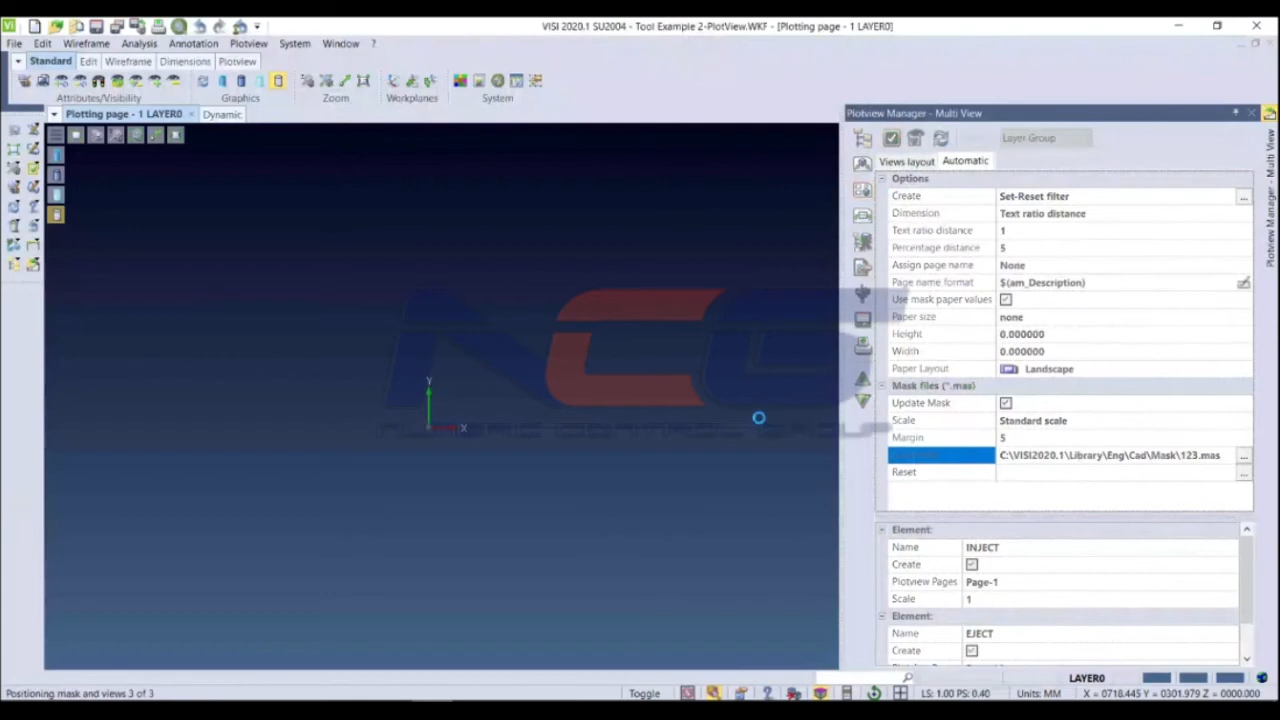 VISI 2020.1 SU2004 - Tool Example 2-PlotView.WKF - [Plotting page - 1 LAYER0]
File Edit Wireframe Analysis Annotation Plotview System Window ?
Standard Edit Wireframe Dimensions Plotview
Attributes/Visibility Graphics Zoom Workplanes System
Plotting page - 1 LAYER0 × Dynamic
Plotview Manager - Multi View
Layer Group
Views layout Automatic
Options
Create Set-Reset filter ...
Dimension Text ratio distance
Text ratio distance 1
Percentage distance 5
Assign page name None
Page name format $(am_Description)
Use mask paper values
Paper size none
Height 0.000000
Width 0.000000
Paper Layout Landscape
Mask files (*.mas)
Update Mask
Scale Standard scale
Margin 5
C:\VISI2020.1\Library\Eng\Cad\Mask\123.mas ...
Reset ...
Element:
Name INJECT
Create
Plotview Pages Page-1
Scale 1
Element:
Name EJECT
Create
Plotview Manager - Multi View
Y
X
NCG
NUMERIC CONTROL GROUP
LAYER0
Positioning mask and views 3 of 3
Toggle
LS: 1.00 PS: 0.40 Units: MM X = 0718.445 Y = 0301.979 Z = 0000.000